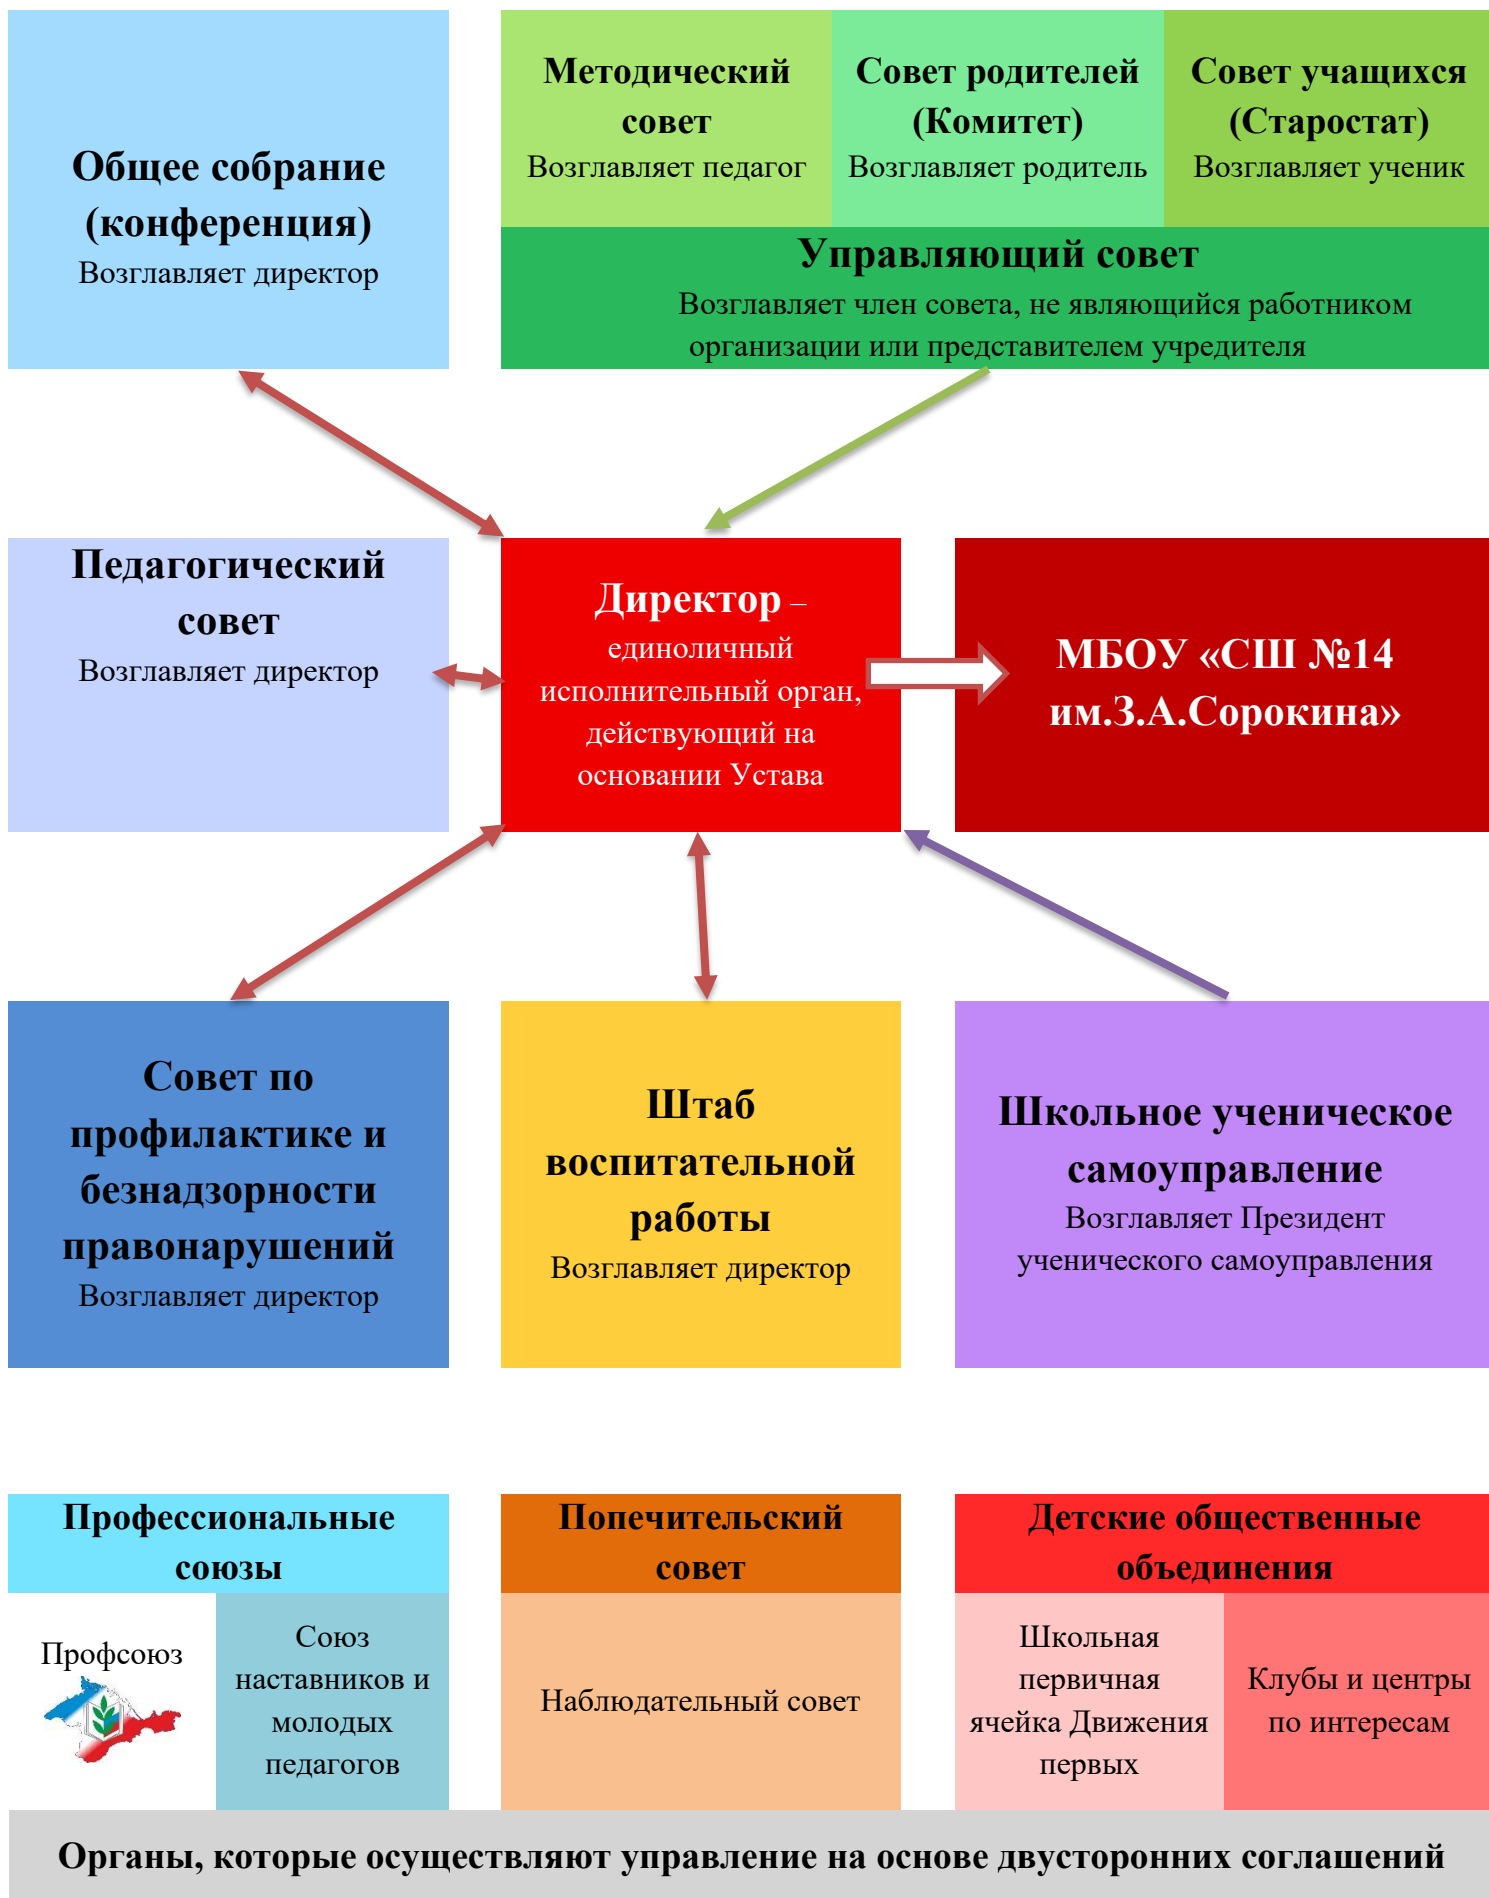 Общее собрание
(конференция)
Возглавляет директор
Методический
совет
Возглавляет педагог
Совет родителей
(Комитет)
Возглавляет родитель
Совет учащихся
(Старостат)
Возглавляет ученик
Управляющий совет
Возглавляет член совета, не являющийся работником
организации или представителем учредителя
Педагогический
совет
Возглавляет директор
Директор –
единоличный
исполнительный орган,
действующий на
основании Устава
МБОУ «СШ №14
им.З.А.Сорокина»
Совет по
профилактике и
безнадзорности
правонарушений
Возглавляет директор
Штаб
воспитательной
работы
Возглавляет директор
Школьное ученическое
самоуправление
Возглавляет Президент
ученического самоуправления
Профессиональные
союзы
Профсоюз
Союз
наставников и
молодых
педагогов
Попечительский
совет
Наблюдательный совет
Детские общественные
объединения
Школьная
первичная
ячейка Движения
первых
Клубы и центры
по интересам
Органы, которые осуществляют управление на основе двусторонних соглашений